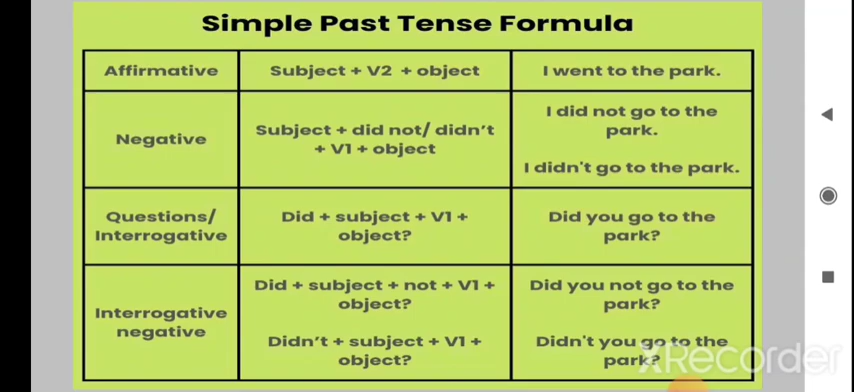 Simple Past Tense Formula
Affirmative
Subject + V2 + object
I went to the park.
Negative
Subject + did not/ didn't
+ V1 + object
I did not go to the
park.
I didn't go to the park.
Questions/
Interrogative
Did + subject + V1 +
object?
Did you go to the
park?
Interrogative
negative
Did + subject + not + V1 +
object?
Didn't + subject + V1 +
object?
Did you not go to the
park?
Didn't you go to the
park?
XRecorder